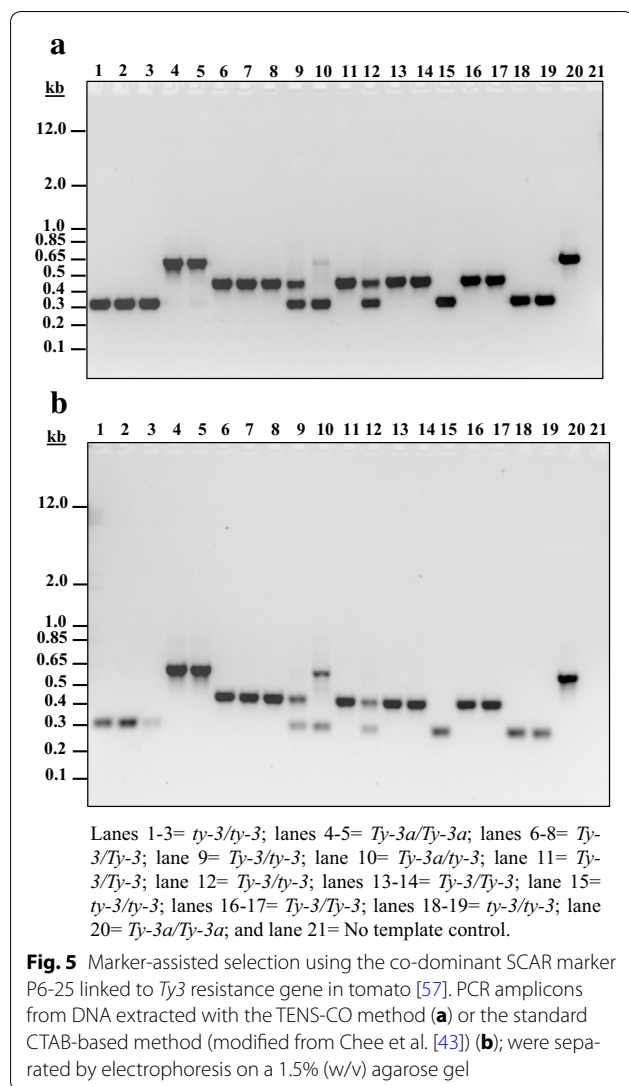 a
1 2 3 4 5 6 7 8 9 10 11 12 13 14 15 16 17 18 19 20 21
kb
12.0
2.0
1.0
0.85
0.65
0.5
0.4
0.3
0.2
0.1
b
1 2 3 4 5 6 7 8 9 10 11 12 13 14 15 16 17 18 19 20 21
kb
12.0
2.0
1.0
0.85
0.65
0.5
0.4
0.3
0.2
0.1
Lanes 1-3= ty-3/ty-3; lanes 4-5= Ty-3a/Ty-3a; lanes 6-8= Ty-
3/Ty-3; lane 9= Ty-3/ty-3; lane 10= Ty-3a/ty-3; lane 11= Ty-
3/Ty-3; lane 12= Ty-3/ty-3; lanes 13-14= Ty-3/Ty-3; lane 15=
ty-3/ty-3; lanes 16-17= Ty-3/Ty-3; lanes 18-19= ty-3/ty-3; lane
20= Ty-3a/Ty-3a; and lane 21= No template control.
Fig. 5 Marker-assisted selection using the co-dominant SCAR marker
P6-25 linked to Ty3 resistance gene in tomato [57]. PCR amplicons
from DNA extracted with the TENS-CO method (a) or the standard
CTAB-based method (modified from Chee et al. [43]) (b); were sepa-
rated by electrophoresis on a 1.5% (w/v) agarose gel